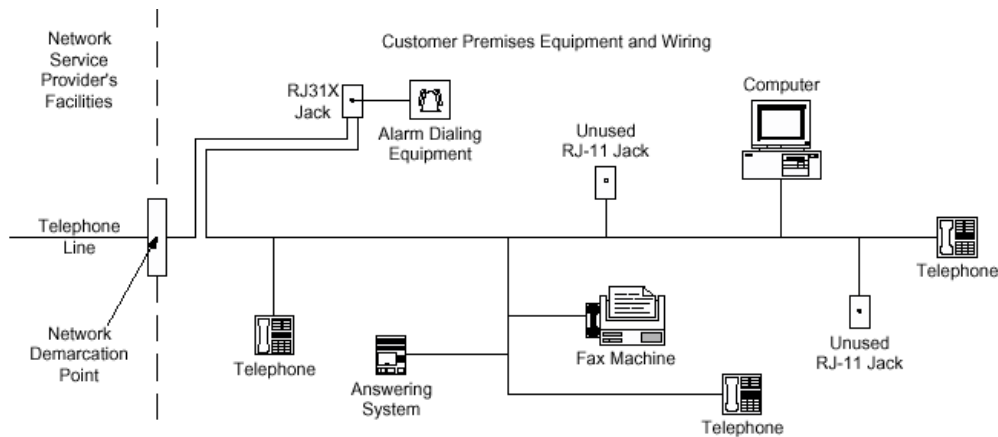 Network
Service
Provider's
Facilities
Customer Premises Equipment and Wiring
RJ31X
Jack
Alarm Dialing
Equipment
Unused
RJ-11 Jack
Computer
Telephone
Line
Telephone
Network
Demarcation
Point
Telephone
Answering
System
Fax Machine
Telephone
Unused
RJ-11 Jack